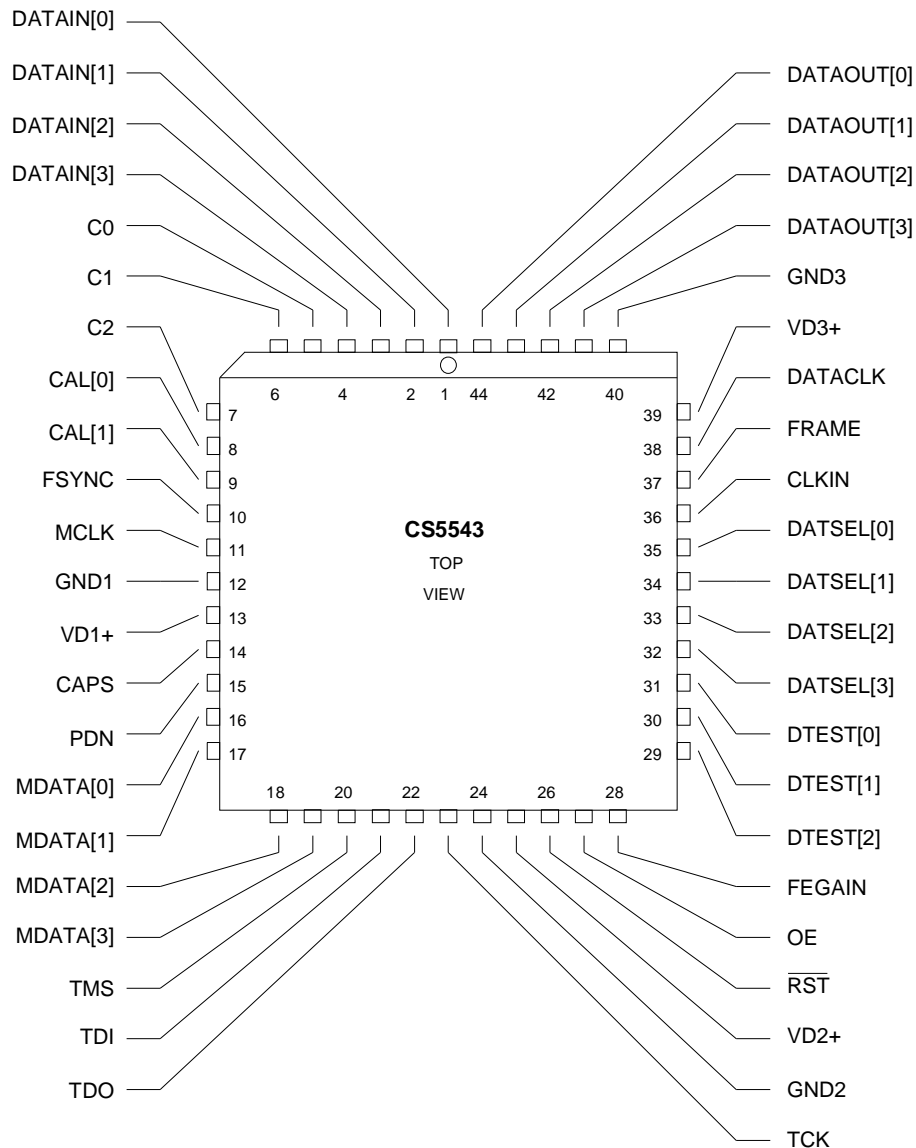 DATAIN[0]
DATAIN[1]
DATAIN[2]
DATAIN[3]
C0
C1
C2
CAL[0]
CAL[1]
FSYNC
MCLK
GND1
VD1+
CAPS
PDN
MDATA[0]
MDATA[1]
MDATA[2]
MDATA[3]
TMS
TDI
TDO
6 4 2 1 44 42 40
7
8
9
10
11
12
13
14
15
16
17
CS5543
TOP
VIEW
39
38
37
36
35
34
33
32
31
30
29
18 20 22 24 26 28
DATAOUT[0]
DATAOUT[1]
DATAOUT[2]
DATAOUT[3]
GND3
VD3+
DATACLK
FRAME
CLKIN
DATSEL[0]
DATSEL[1]
DATSEL[2]
DATSEL[3]
DTEST[0]
DTEST[1]
DTEST[2]
FEGAIN
OE
RST
VD2+
GND2
TCK